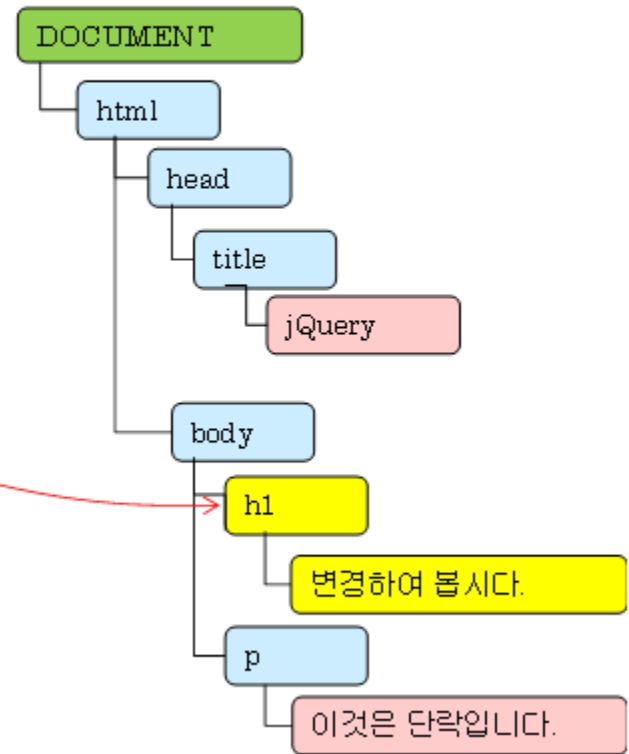 DOCUMENT
html
head
title
jQuery
body
h1
변경하여 봅시다.
p
이것은 단락입니다.